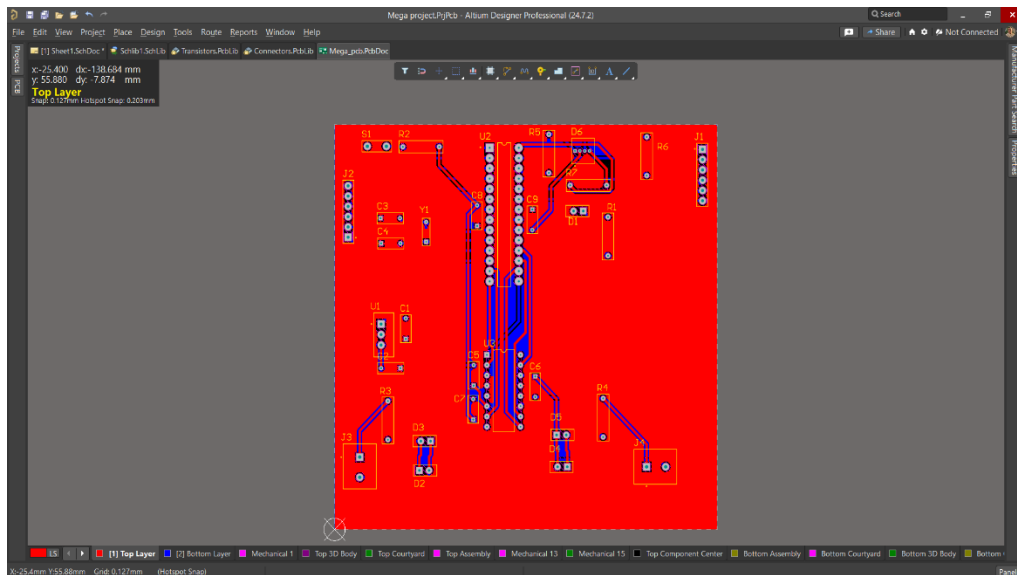 Mega project.PrjPcb - Altium Designer Professional (24.7.2)
Search
File Edit View Project Place Design Tools Route Reports Window Help
Share
Not Connected
[1] Sheet1.SchDoc * Schlib1.SchLib Transistors.PcbLib Connectors.PcbLib Mega_pcb.PcbDoc
Projects
PCB
Manufacturer Part Search
Properties
x:-25.400 dx:-138.684 mm
y: 55.880 dy: -7.874 mm
Top Layer
Snap: 0.127mm Hotspot Snap: 0.203mm
S1 R2 U2 R5 D6 R6 J1
J2 R7
C8 C9
C3 Y1 D1 R1
C4
U1 C1
U3
C2 C5 C6
R3 C7 R4
D3 D5
J3 D4 J4
D2
LS [1] Top Layer [2] Bottom Layer Mechanical 1 Top 3D Body Top Courtyard Top Assembly Mechanical 13 Mechanical 15 Top Component Center Bottom Assembly Bottom Courtyard Bottom 3D Body Bottom
X:-25.4mm Y:55.88mm Grid: 0.127mm (Hotspot Snap)
Panel